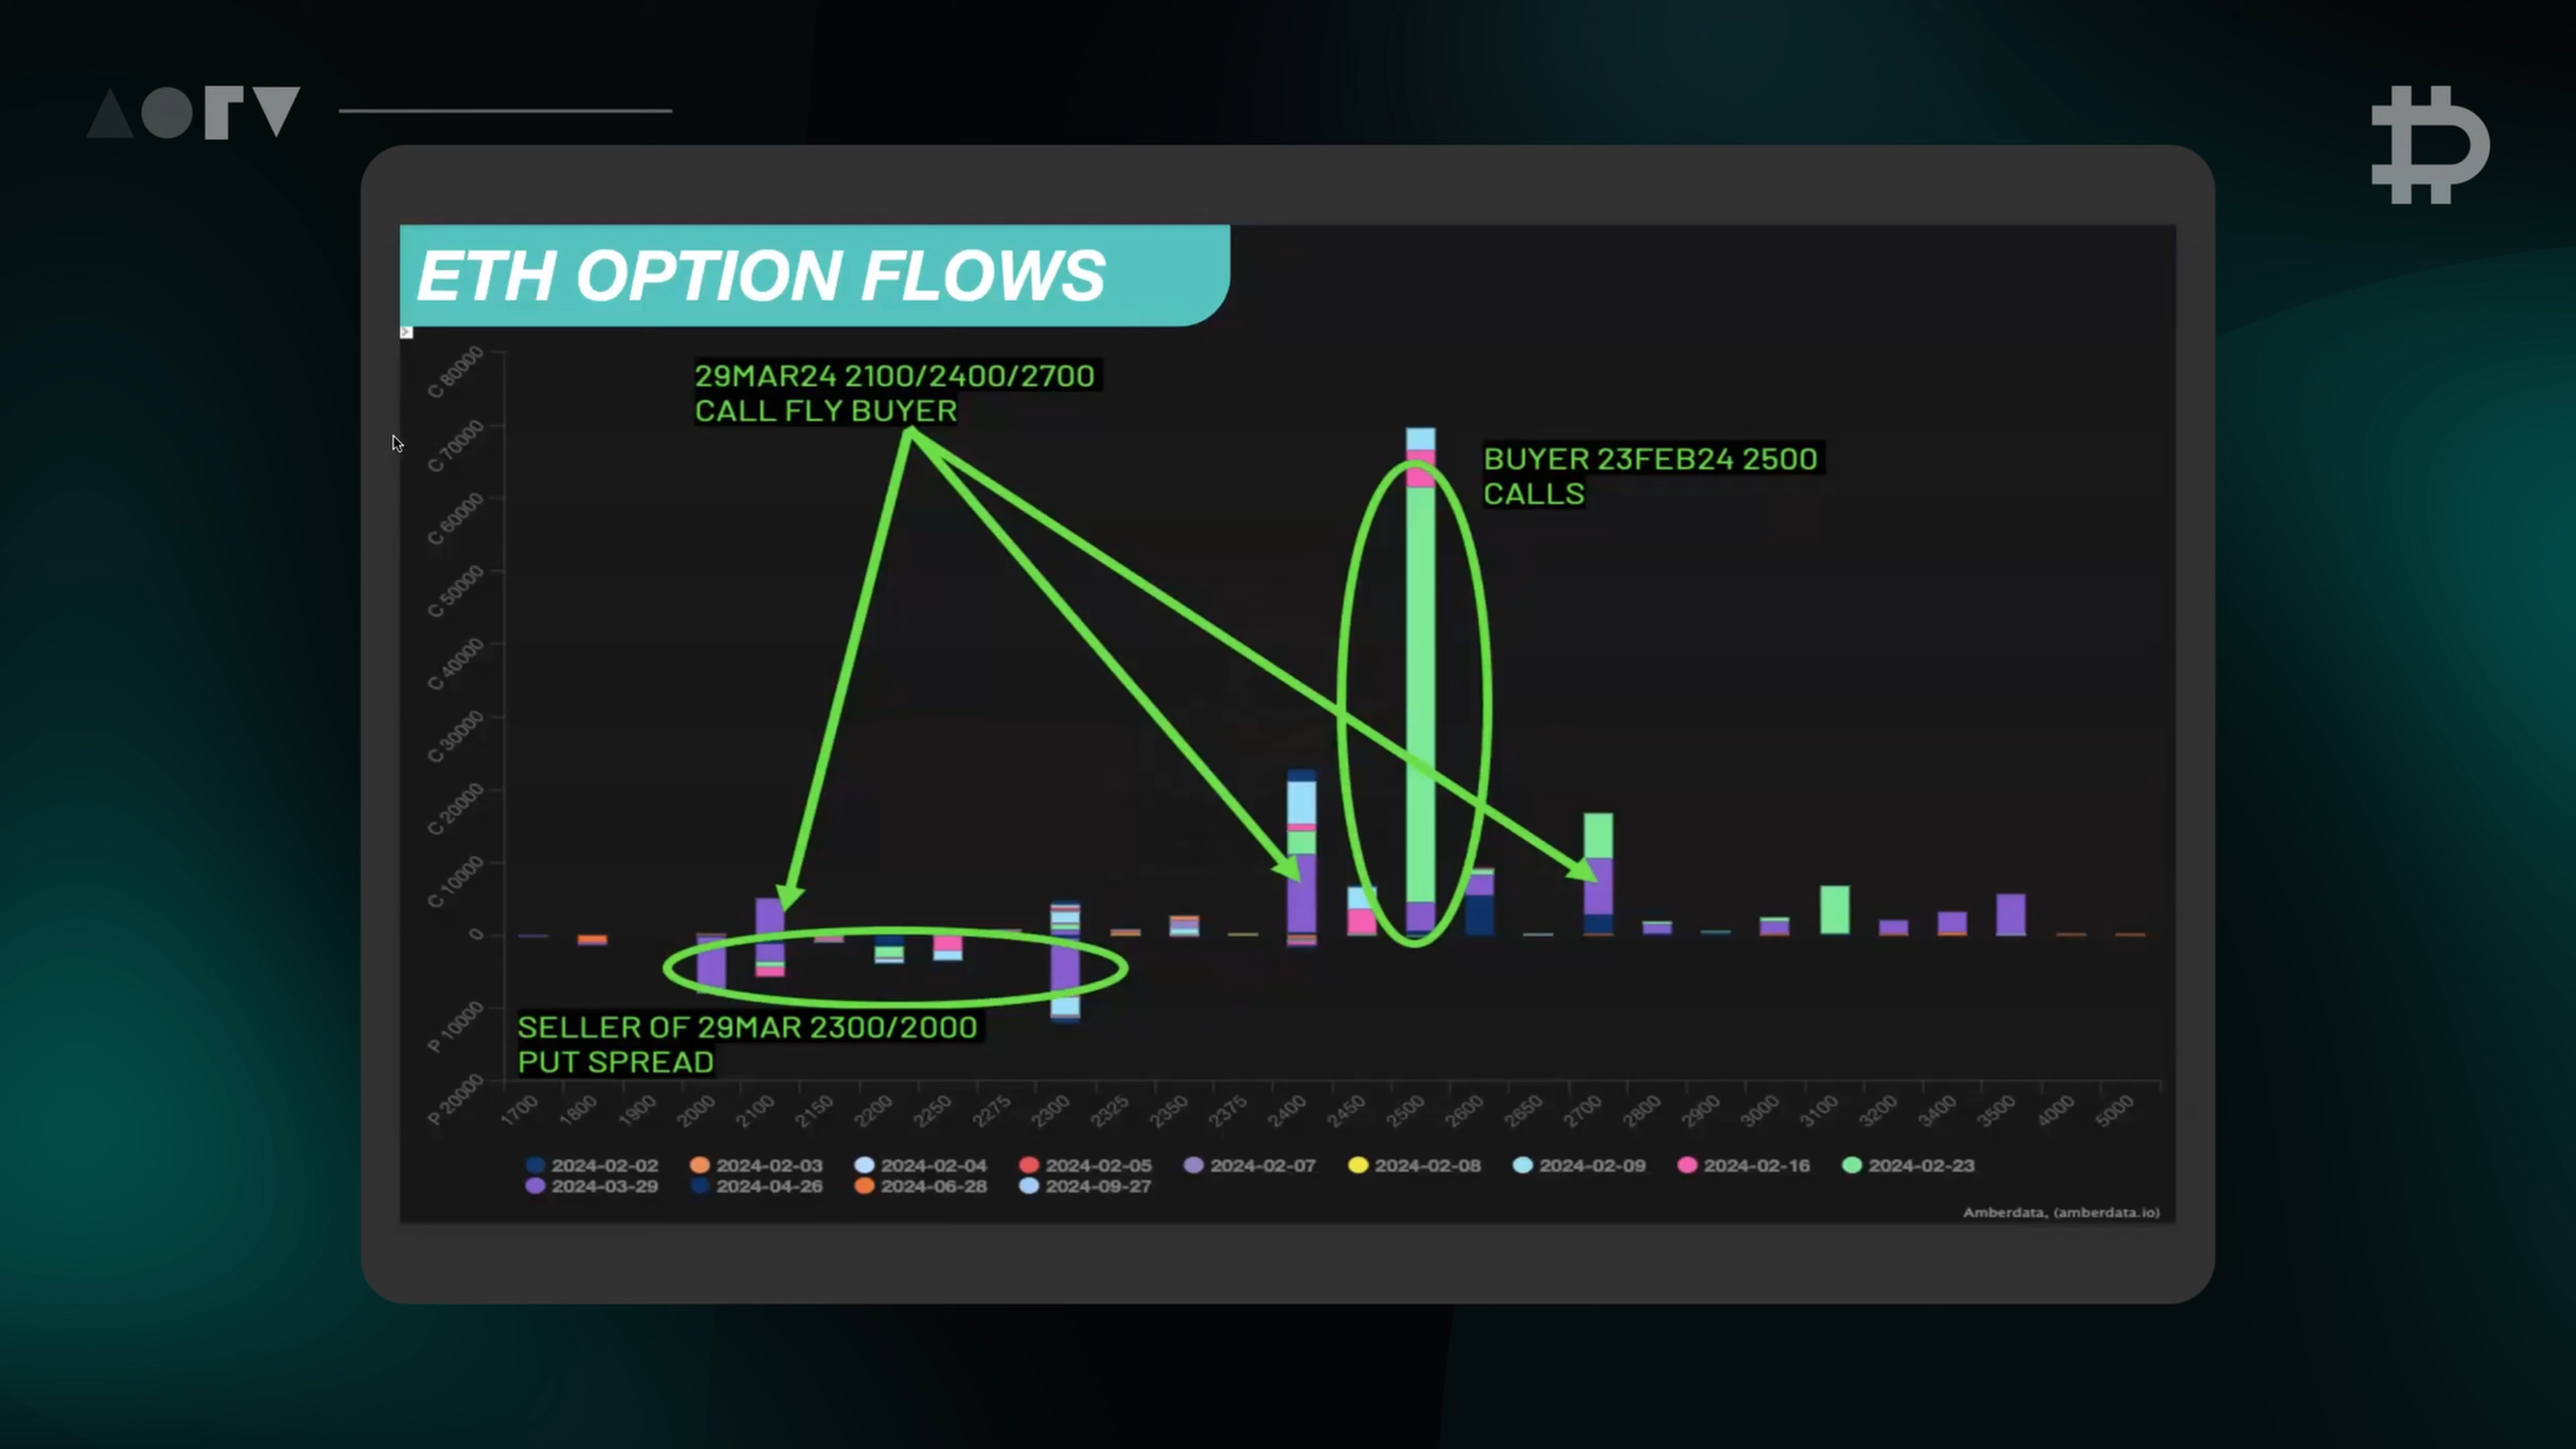 ETH OPTION FLOWS
29MAR24 2100/2400/2700
CALL FLY BUYER
BUYER 23FEB24 2500
CALLS
SELLER OF 29MAR 2300/2000
PUT SPREAD
C 80000
C 70000
C 60000
C 50000
C 40000
C 30000
C 20000
C 10000
0
P 10000
P 20000
1700 1800 1900 2000 2100 2150 2200 2250 2275 2300 2325 2350 2375 2400 2450 2500 2600 2650 2700 2800 2900 3000 3100 3200 3400 3500 4000 5000
2024-02-02 2024-02-03 2024-02-04 2024-02-05 2024-02-07 2024-02-08 2024-02-09 2024-02-16 2024-02-23
2024-03-29 2024-04-26 2024-06-28 2024-09-27
Amberdata, (amberdata.io)